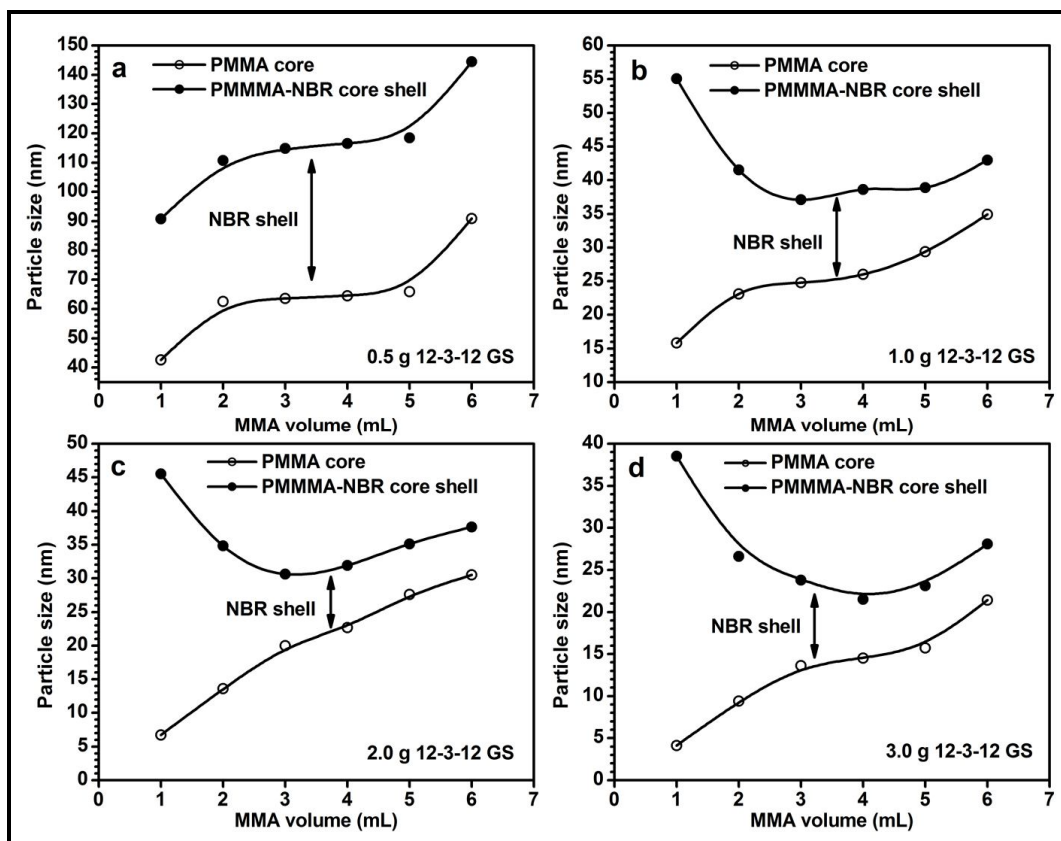 a
PMMA core
PMMMA-NBR core shell
NBR shell
0.5 g 12-3-12 GS
Particle size (nm)
150
140
130
120
110
100
90
80
70
60
50
40
0 1 2 3 4 5 6 7
MMA volume (mL)
b
PMMA core
PMMMA-NBR core shell
NBR shell
1.0 g 12-3-12 GS
Particle size (nm)
60
55
50
45
40
35
30
25
20
15
10
0 1 2 3 4 5 6 7
MMA volume (mL)
c
PMMA core
PMMMA-NBR core shell
NBR shell
2.0 g 12-3-12 GS
Particle size (nm)
50
45
40
35
30
25
20
15
10
5
0
0 1 2 3 4 5 6 7
MMA volume (mL)
d
PMMA core
PMMMA-NBR core shell
NBR shell
3.0 g 12-3-12 GS
Particle size (nm)
40
35
30
25
20
15
10
5
0
0 1 2 3 4 5 6 7
MMA volume (mL)